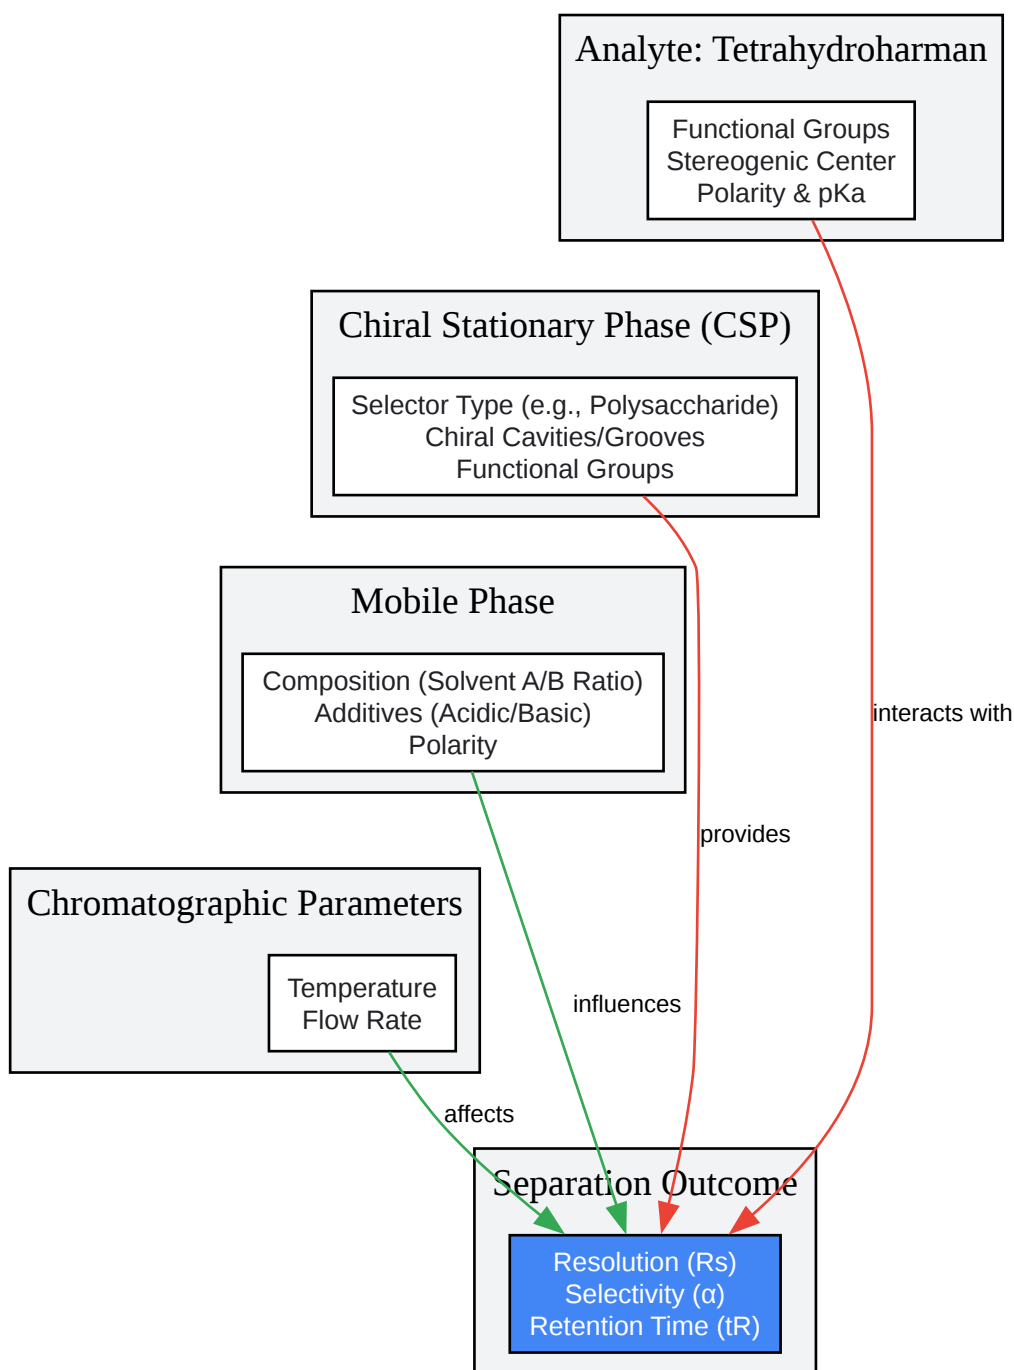 Analyte: Tetrahydroharman
Functional Groups
Stereogenic Center
Polarity & pKa
Chiral Stationary Phase (CSP)
Selector Type (e.g., Polysaccharide)
Chiral Cavities/Grooves
Functional Groups
Mobile Phase
Composition (Solvent A/B Ratio)
Additives (Acidic/Basic)
Polarity
interacts with
provides
Chromatographic Parameters
Temperature
Flow Rate
influences
affects
Separation Outcome
Resolution (Rs)
Selectivity (α)
Retention Time (tR)